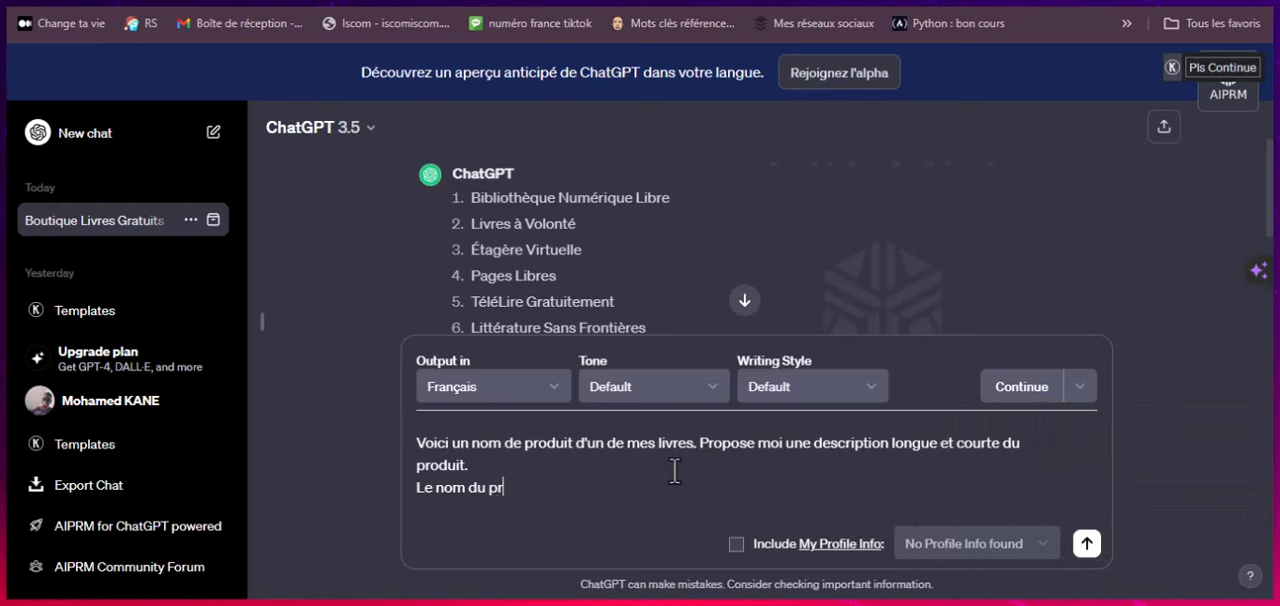 Change ta vie RS Boîte de réception -... Iscom - iscomiscom.... numéro france tiktok Mots clés référence... Mes réseaux sociaux Python : bon cours » Tous les favoris
Découvrez un aperçu anticipé de ChatGPT dans votre langue. Rejoignez l'alpha
Pls Continue
AIPRM
New chat
ChatGPT 3.5
Today
Boutique Livres Gratuits ...
Yesterday
Templates
Upgrade plan
Get GPT-4, DALL·E, and more
Mohamed KANE
Templates
Export Chat
AIPRM for ChatGPT powered
AIPRM Community Forum
ChatGPT
1. Bibliothèque Numérique Libre
2. Livres à Volonté
3. Étagère Virtuelle
4. Pages Libres
5. TéléLire Gratuitement
6. Littérature Sans Frontières
Output in Tone Writing Style
Français Default Default Continue
Voici un nom de produit d'un de mes livres. Propose moi une description longue et courte du
produit.
Le nom du pr
Include My Profile Info: No Profile Info found
ChatGPT can make mistakes. Consider checking important information.
?